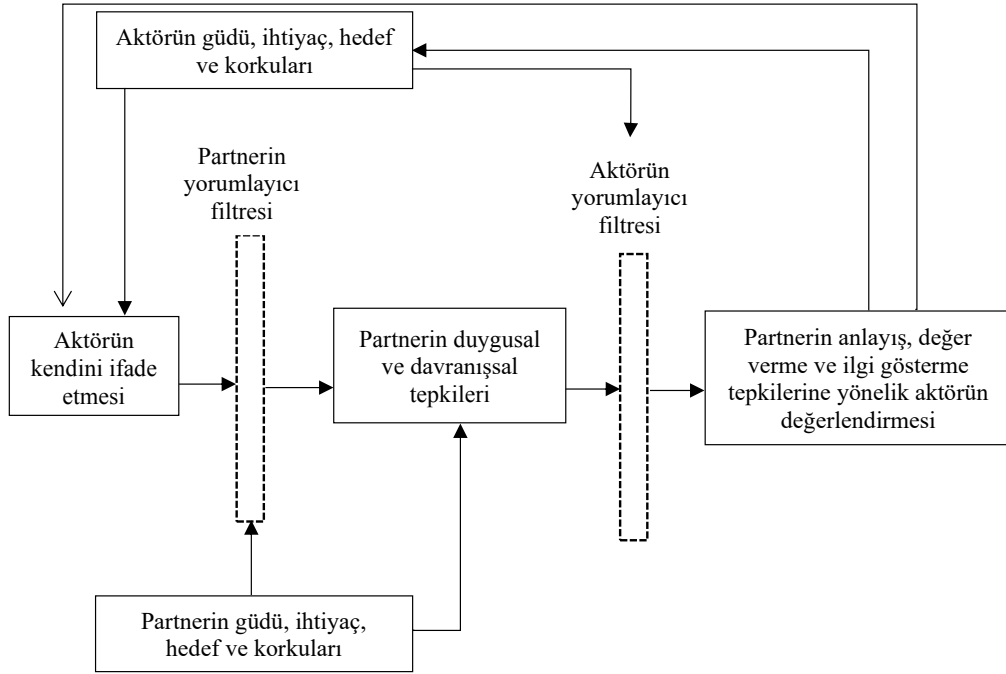 Aktörün güdü, ihtiyaç, hedef
ve korkuları
Partnerin
yorumlayıcı
filtresi
Aktörün
yorumlayıcı
filtresi
Aktörün
kendini ifade
etmesi
Partnerin duygusal
ve davranışsal
tepkileri
Partnerin anlayış, değer
verme ve ilgi gösterme
tepkilerine yönelik aktörün
değerlendirmesi
Partnerin güdü, ihtiyaç,
hedef ve korkuları